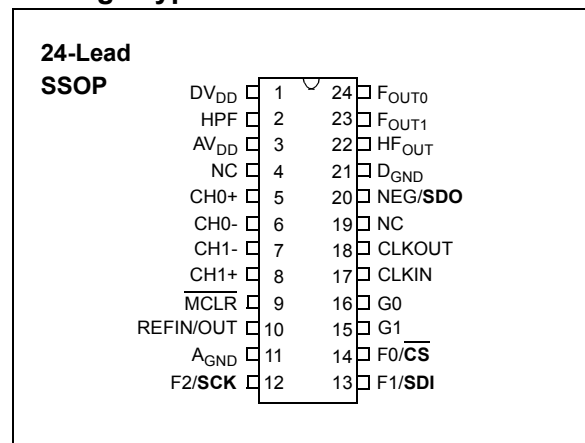 24-Lead
SSOP
DVDD 1 24 FOUT0
HPF 2 23 FOUT1
AVDD 3 22 HFOUT
NC 4 21 DGND
CH0+ 5 20 NEG/SDO
CH0- 6 19 NC
CH1- 7 18 CLKOUT
CH1+ 8 17 CLKIN
MCLR 9 16 G0
REFIN/OUT 10 15 G1
AGND 11 14 F0/CS
F2/SCK 12 13 F1/SDI